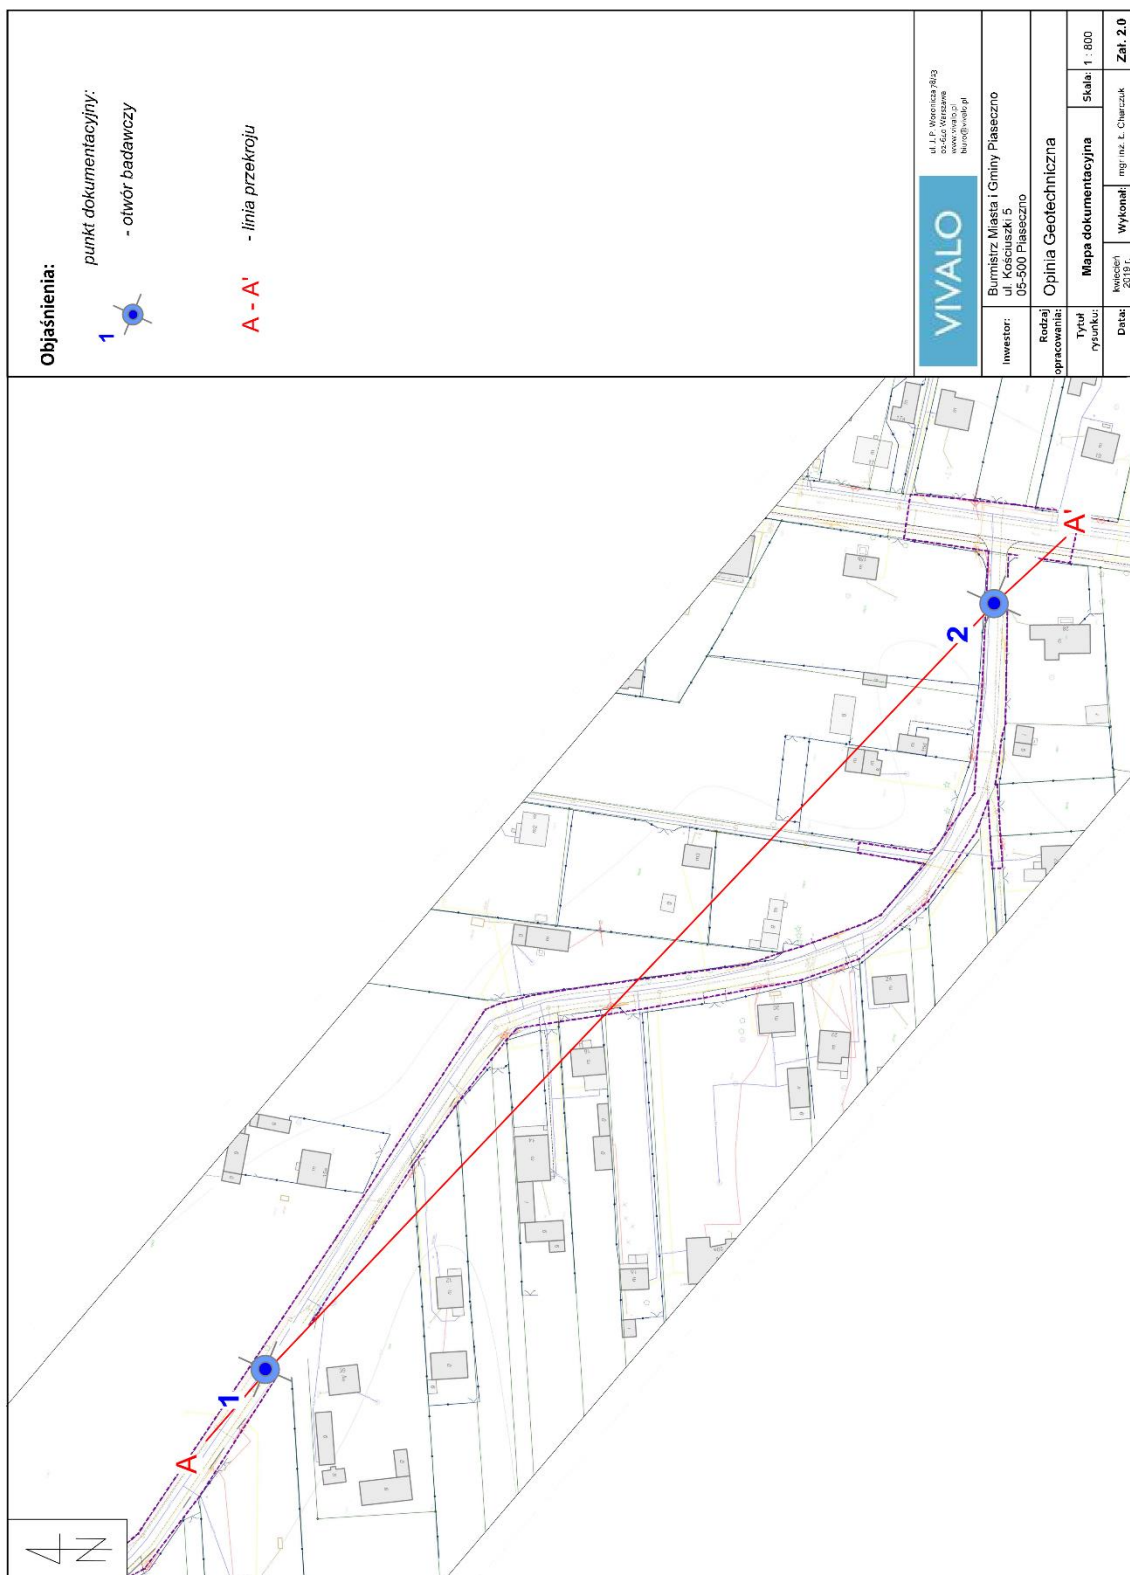 Objaśnienia:
punkt dokumentacyjny:
1
- otwór badawczy
A - A'
- linia przekroju
VIVALO
ul. J. P. Woronicza 78/43
02-640 Warszawa
www.vivalo.pl
biuro@vivalo.pl
Inwestor:
Burmistrz Miasta i Gminy Piaseczno
ul. Kościuszki 5
05-500 Piaseczno
Rodzaj
opracowania:
Opinia Geotechniczna
Tytuł
rysunku:
Mapa dokumentacyjna
Skala:
1 : 800
Data:
kwiecień
2019 r.
Wykonał:
mgr inż. Ł. Charczuk
Zał. 2.0
N
A
1
2
A'